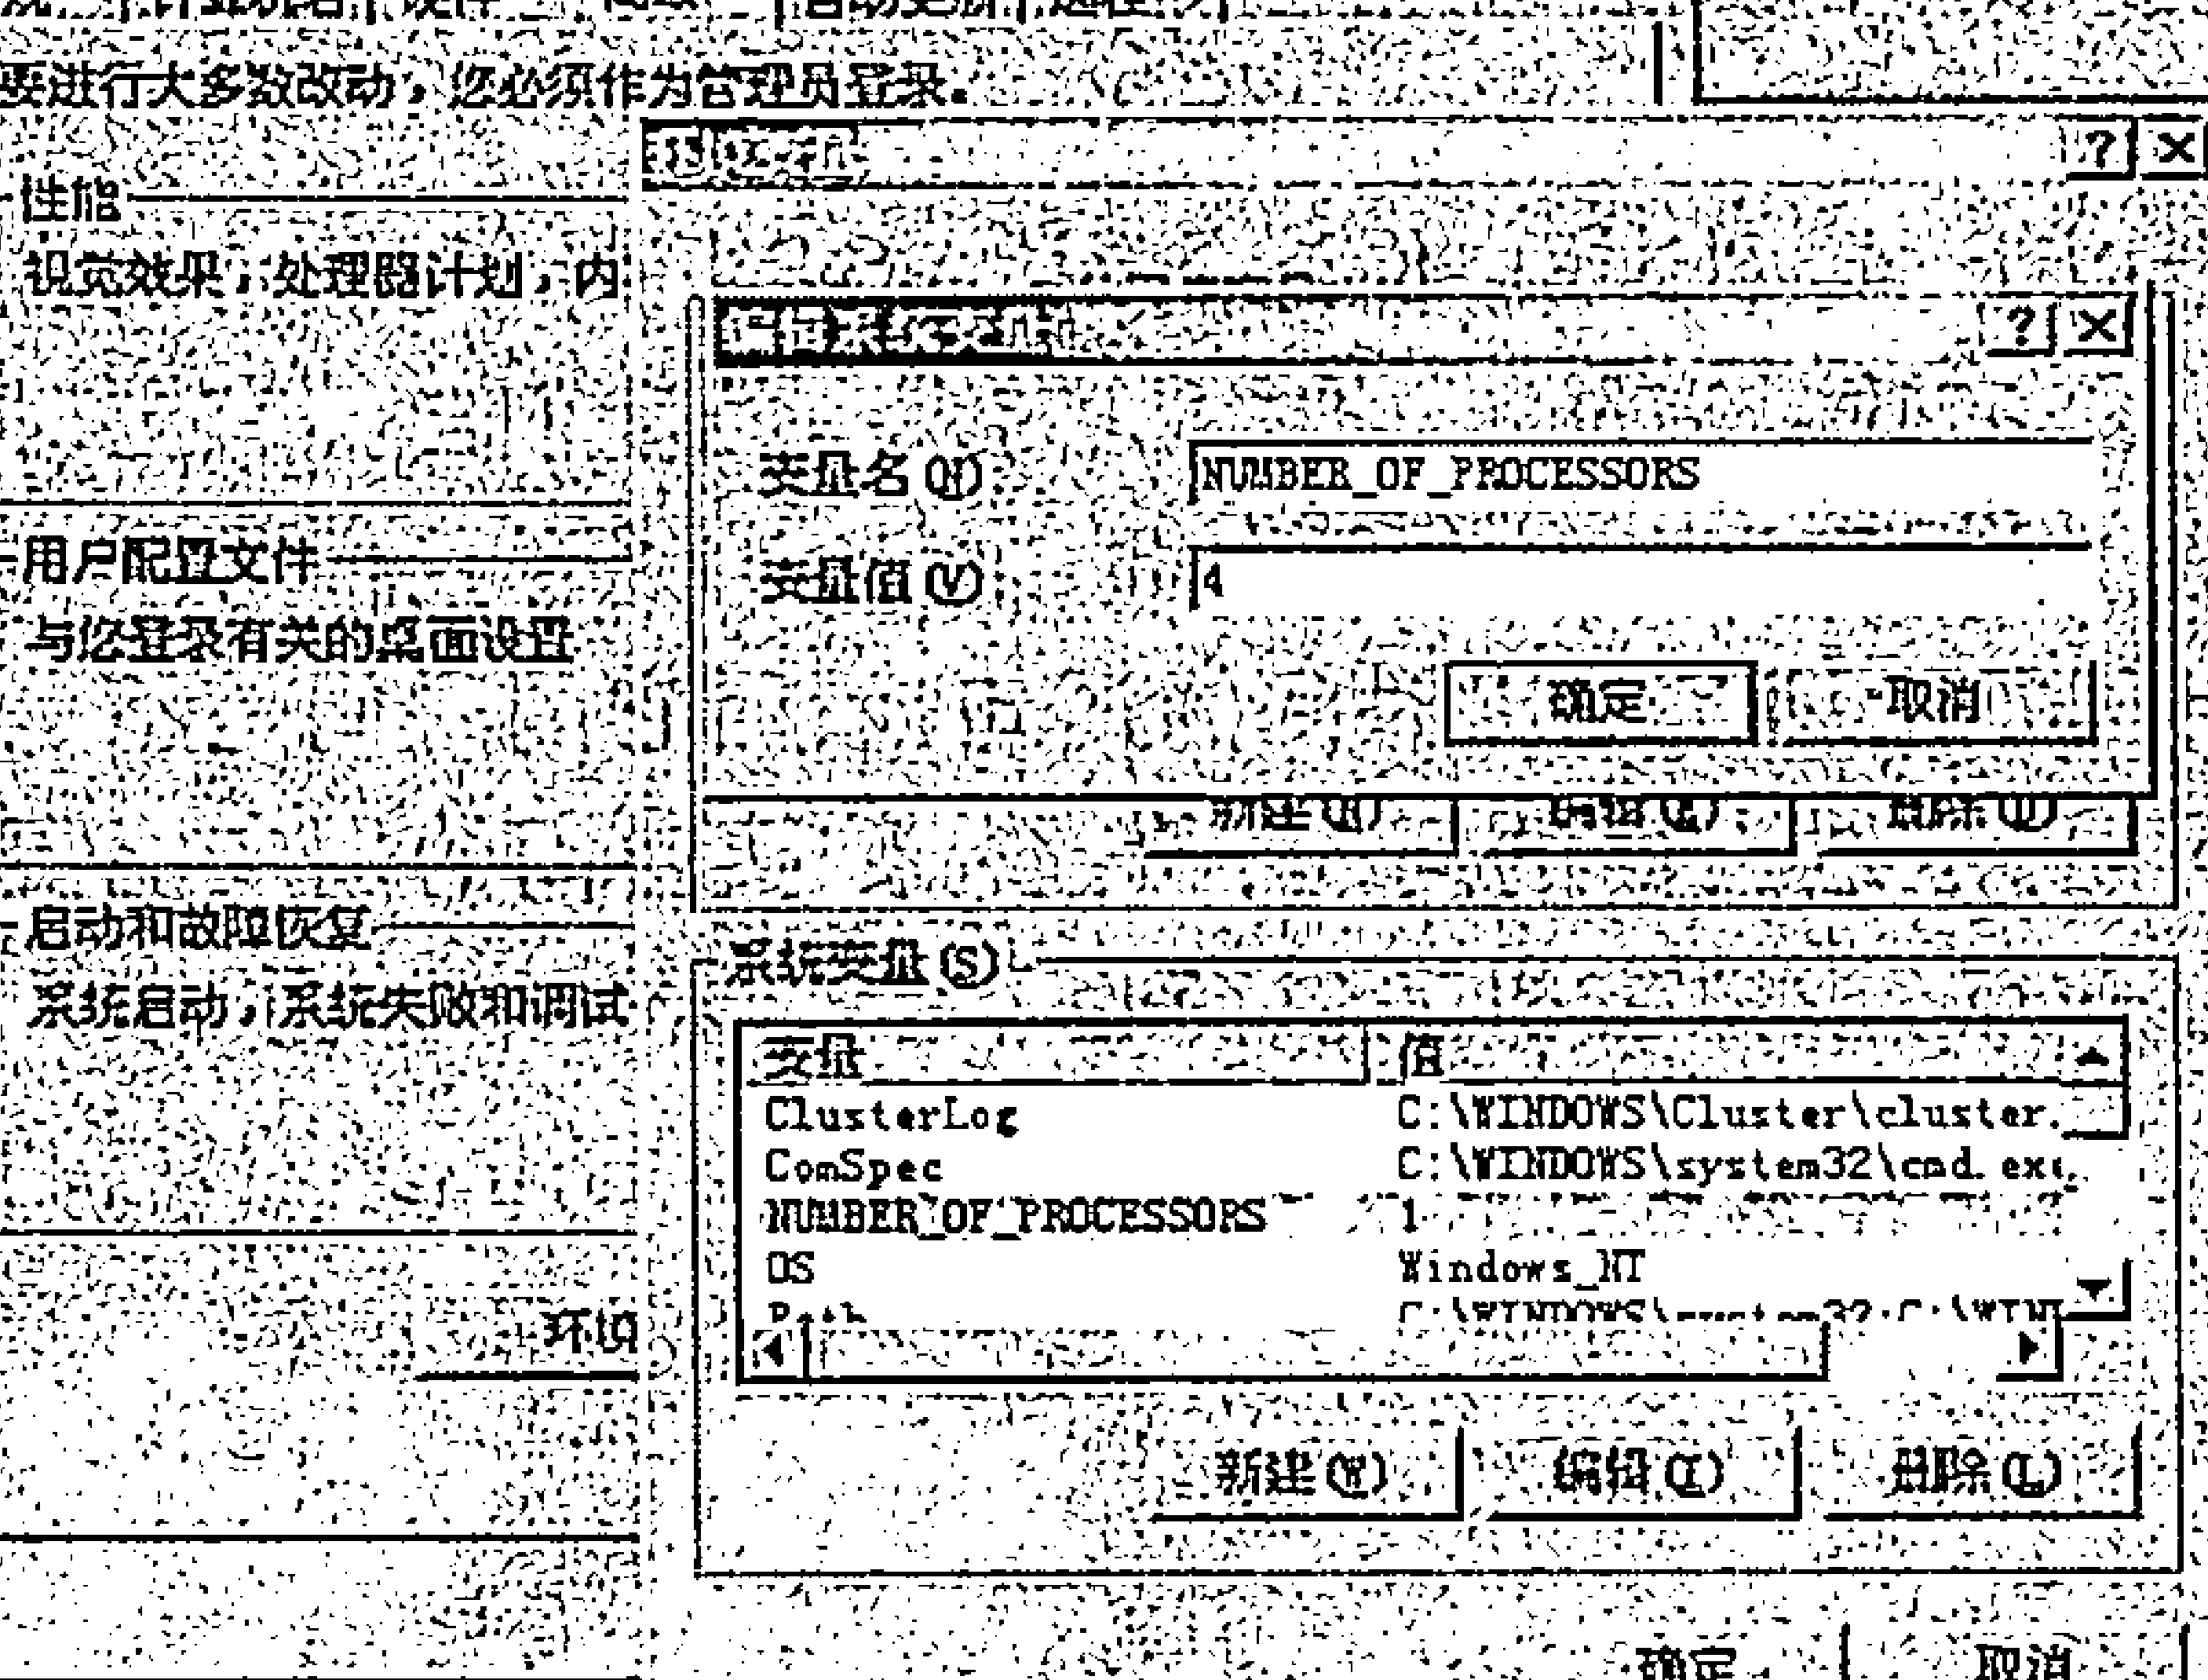 要进行大多数改动，您必须作为管理员登录。
性能
视觉效果，处理器计划，内
用户配置文件
与您登录有关的桌面设置
启动和故障恢复
系统启动，系统失败和调试
环境
编辑系统变量
变量名(N)
NUMBER_OF_PROCESSORS
变量值(V)
4
确定 取消
新建(N) 编辑(E) 删除(D)
系统变量(S)
变量 值
ClusterLog C:\WINDOWS\Cluster\cluster.
ComSpec C:\WINDOWS\system32\cmd.exe
NUMBER_OF_PROCESSORS 1
OS Windows_NT
Path C:\WINDOWS\system32;C:\WIN
新建(W) 编辑(I) 删除(L)
确定 取消